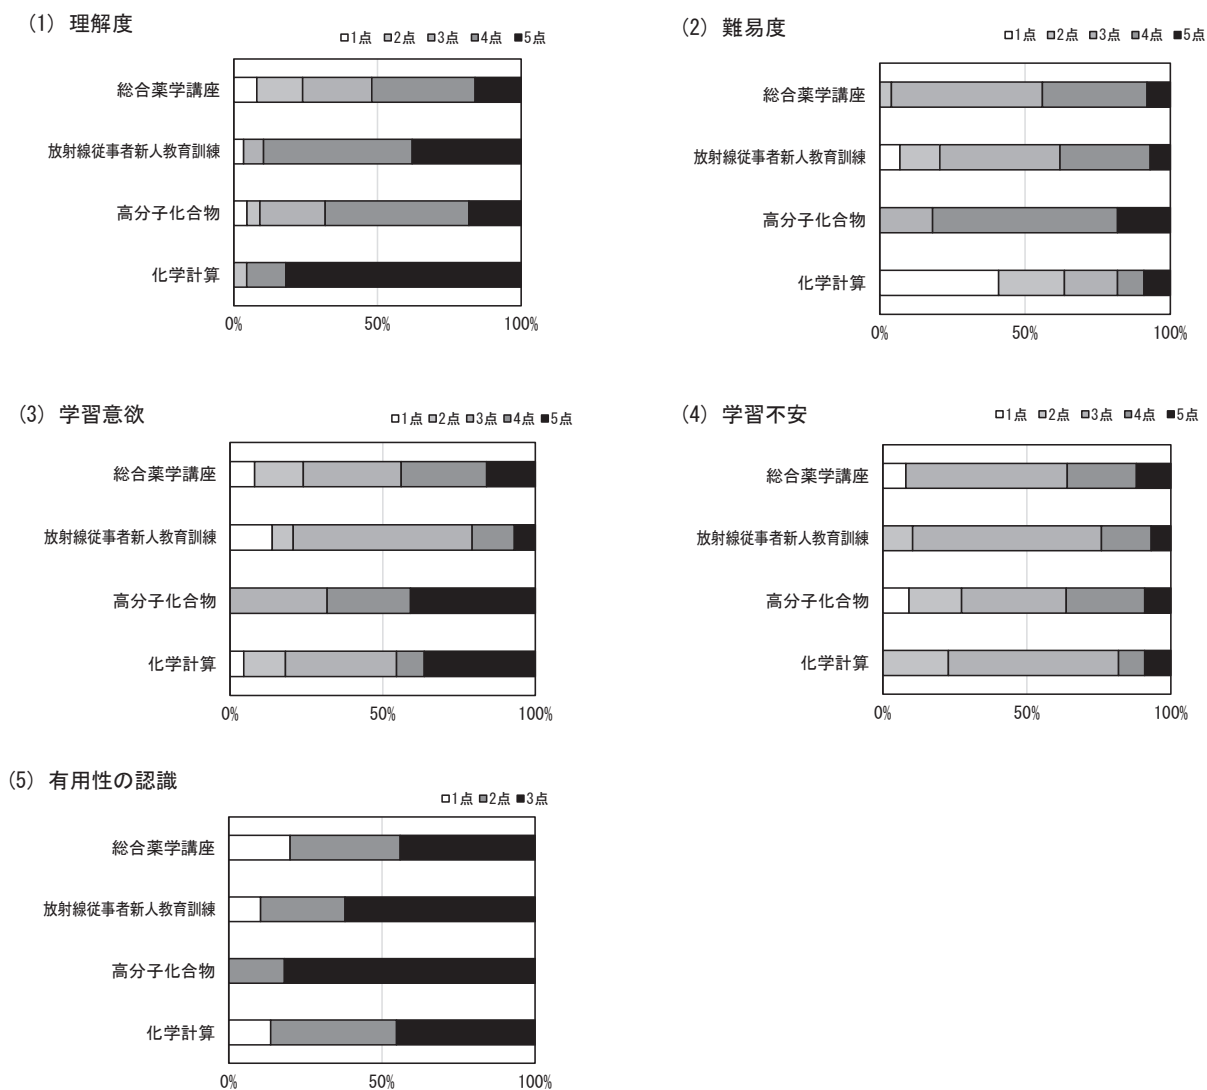 (1) 理解度
□1点 □2点 □3点 ■4点 ■5点
総合薬学講座
放射線従事者新人教育訓練
高分子化合物
化学計算
0% 50% 100%
(2) 難易度
□1点 □2点 □3点 ■4点 ■5点
総合薬学講座
放射線従事者新人教育訓練
高分子化合物
化学計算
0% 50% 100%
(3) 学習意欲
□1点 □2点 □3点 ■4点 ■5点
総合薬学講座
放射線従事者新人教育訓練
高分子化合物
化学計算
0% 50% 100%
(4) 学習不安
□1点 □2点 □3点 ■4点 ■5点
総合薬学講座
放射線従事者新人教育訓練
高分子化合物
化学計算
0% 50% 100%
(5) 有用性の認識
□1点 ■2点 ■3点
総合薬学講座
放射線従事者新人教育訓練
高分子化合物
化学計算
0% 50% 100%